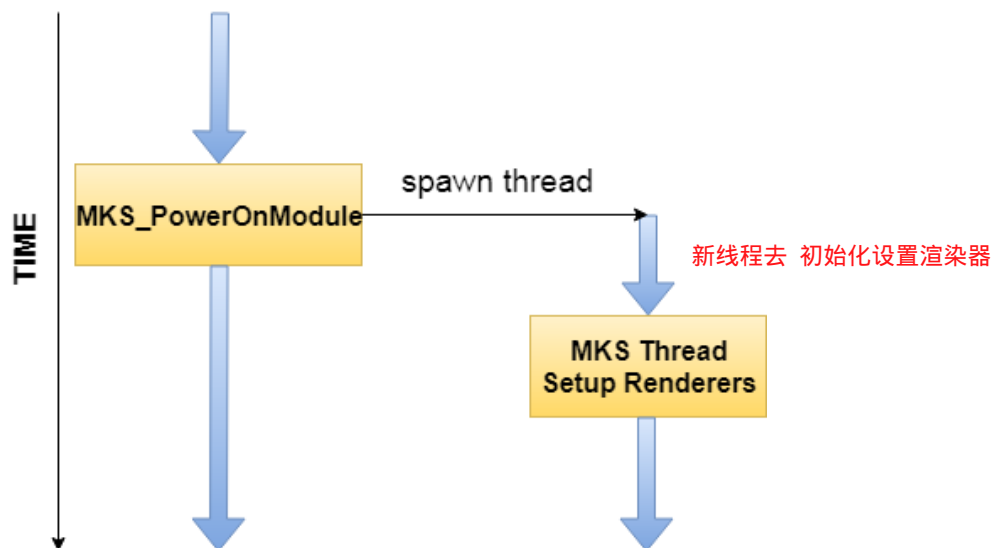 spawn thread
MKS_PowerOnModule
TIME
新线程去 初始化设置渲染器
MKS Thread
Setup Renderers